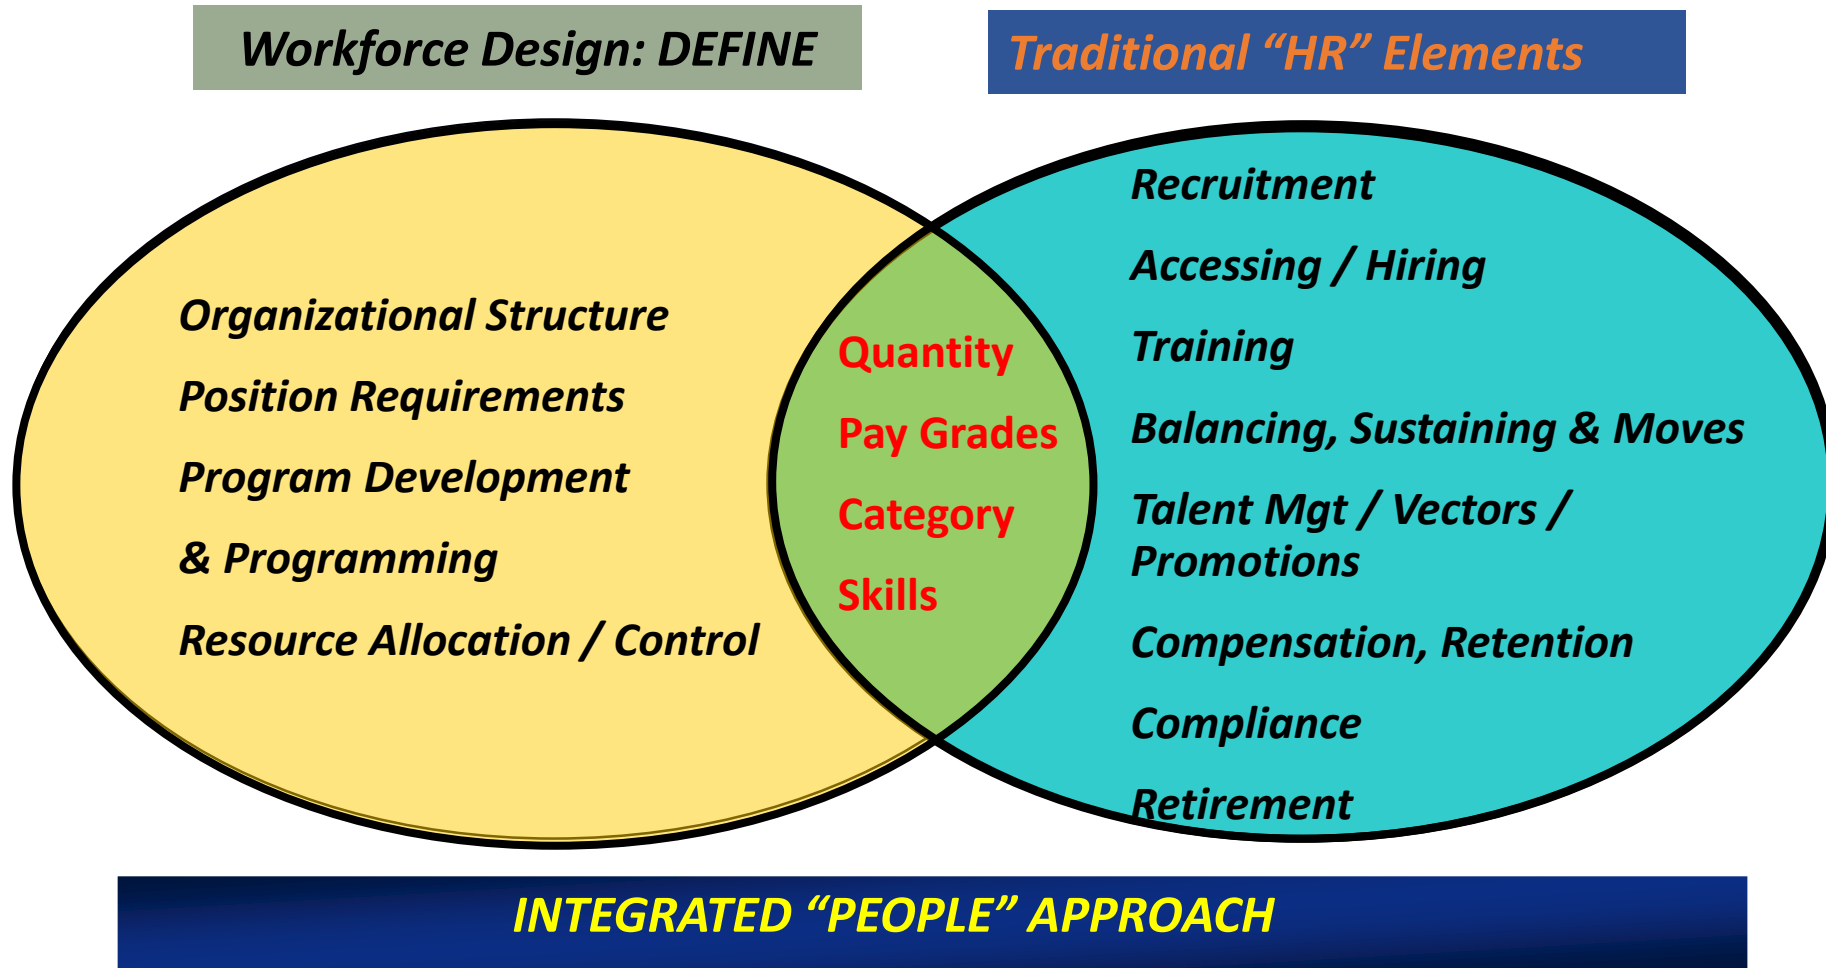 Workforce Design: DEFINE
Traditional “HR” Elements
Organizational Structure
Position Requirements
Program Development
& Programming
Resource Allocation / Control
Quantity
Pay Grades
Category
Skills
Recruitment
Accessing / Hiring
Training
Balancing, Sustaining & Moves
Talent Mgt / Vectors /
Promotions
Compensation, Retention
Compliance
Retirement
INTEGRATED “PEOPLE” APPROACH